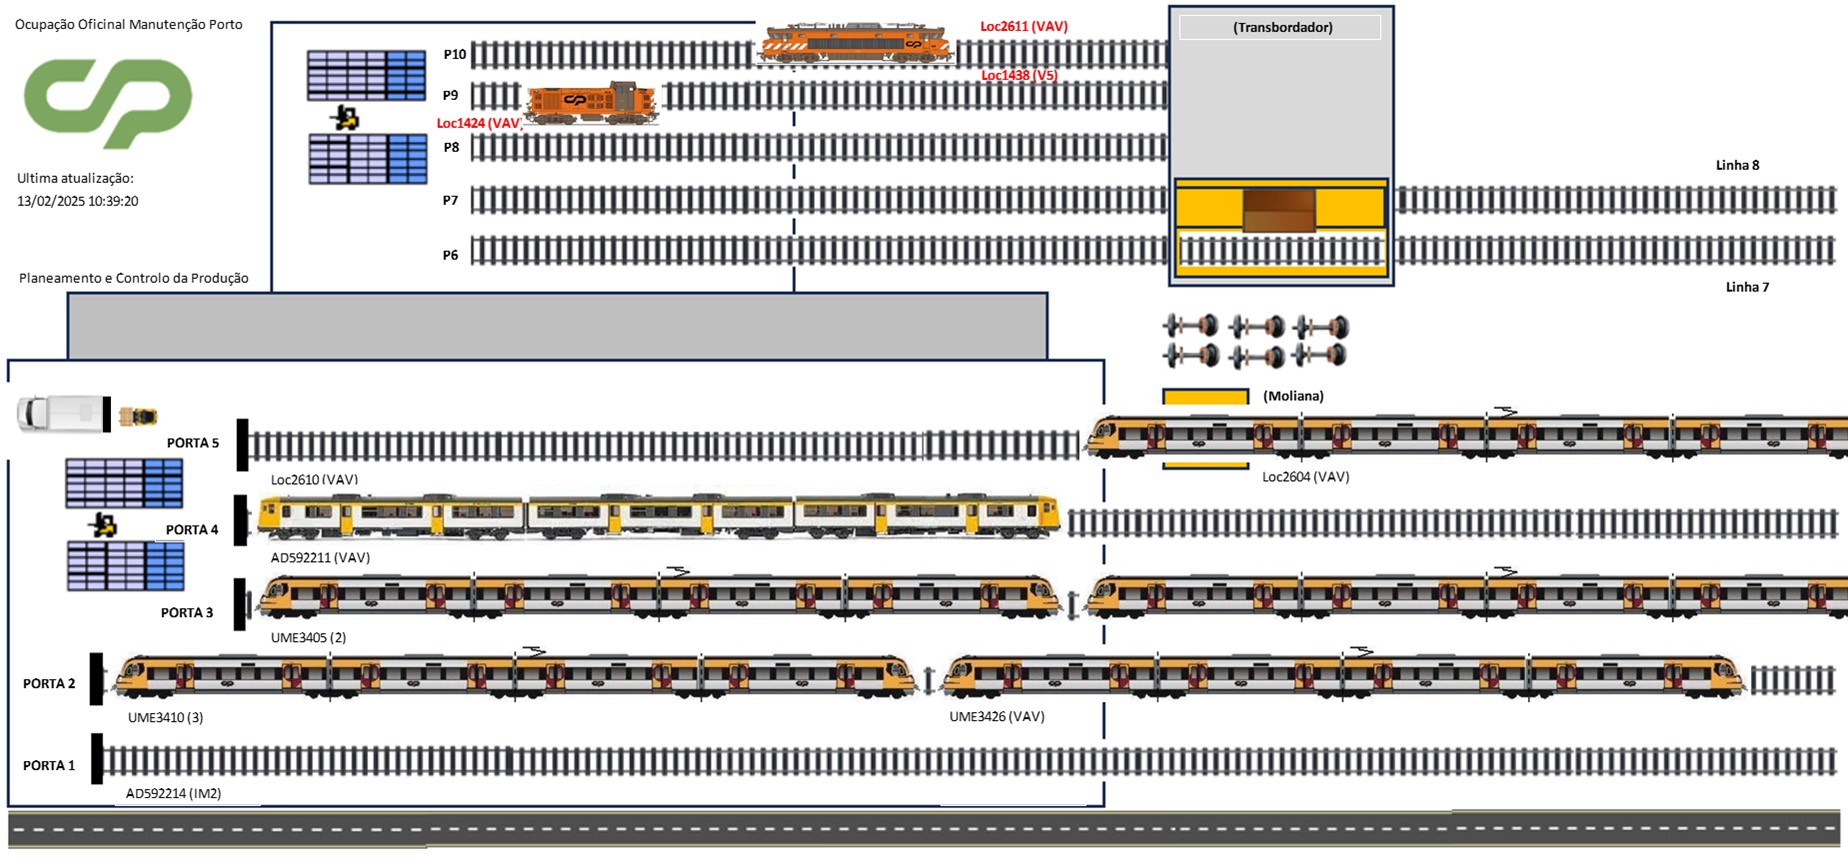 Ocupação Oficinal Manutenção Porto
Ultima atualização:
13/02/2025 10:39:20
Planeamento e Controlo da Produção
P10
Loc2611 (VAV)
(Transbordador)
P9
Loc1438 (V5)
Loc1424 (VAV)
P8
Linha 8
P7
P6
Linha 7
(Moliana)
PORTA 5
Loc2610 (VAV)
Loc2604 (VAV)
PORTA 4
AD592211 (VAV)
PORTA 3
UME3405 (2)
PORTA 2
UME3410 (3)
UME3426 (VAV)
PORTA 1
AD592214 (IM2)